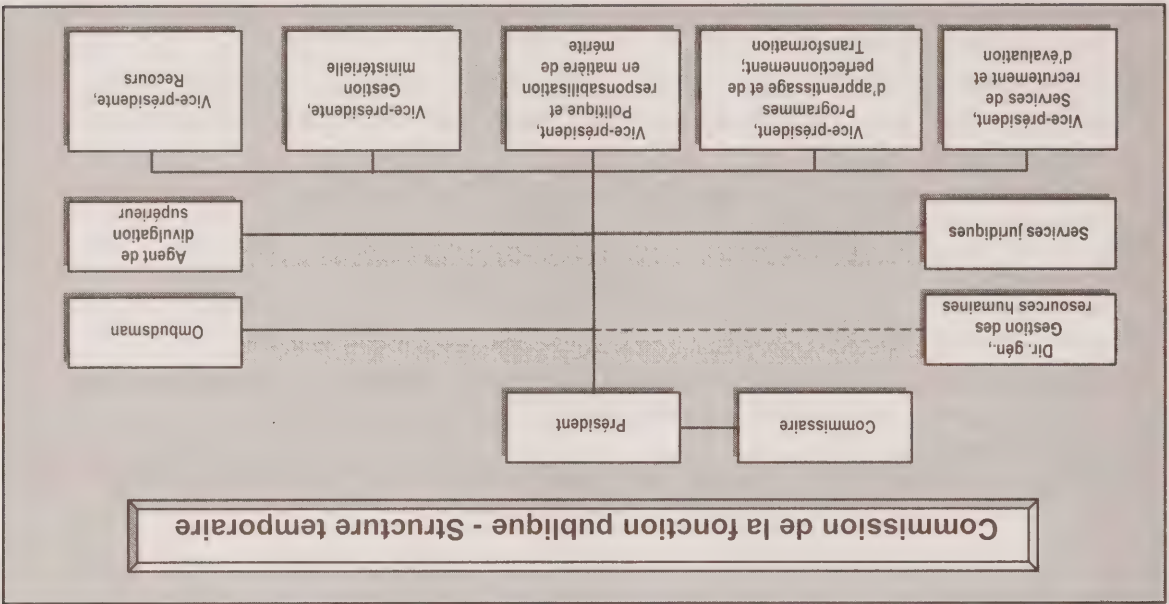 Commission de la fonction publique - Structure temporaire
Commissaire
Président
Dir. gén.,
Gestion des
resources humaines
Ombudsman
Services juridiques
Agent de
divulgation
supérieur
Vice-président,
Services de
recrutement et
d'évaluation
Vice-président,
Programmes
d'apprentissage et de
perfectionnement;
Transformation
Vice-président,
Politique et
responsabilisation
en matière de
mérite
Vice-présidente,
Gestion
ministérielle
Vice-présidente,
Recours